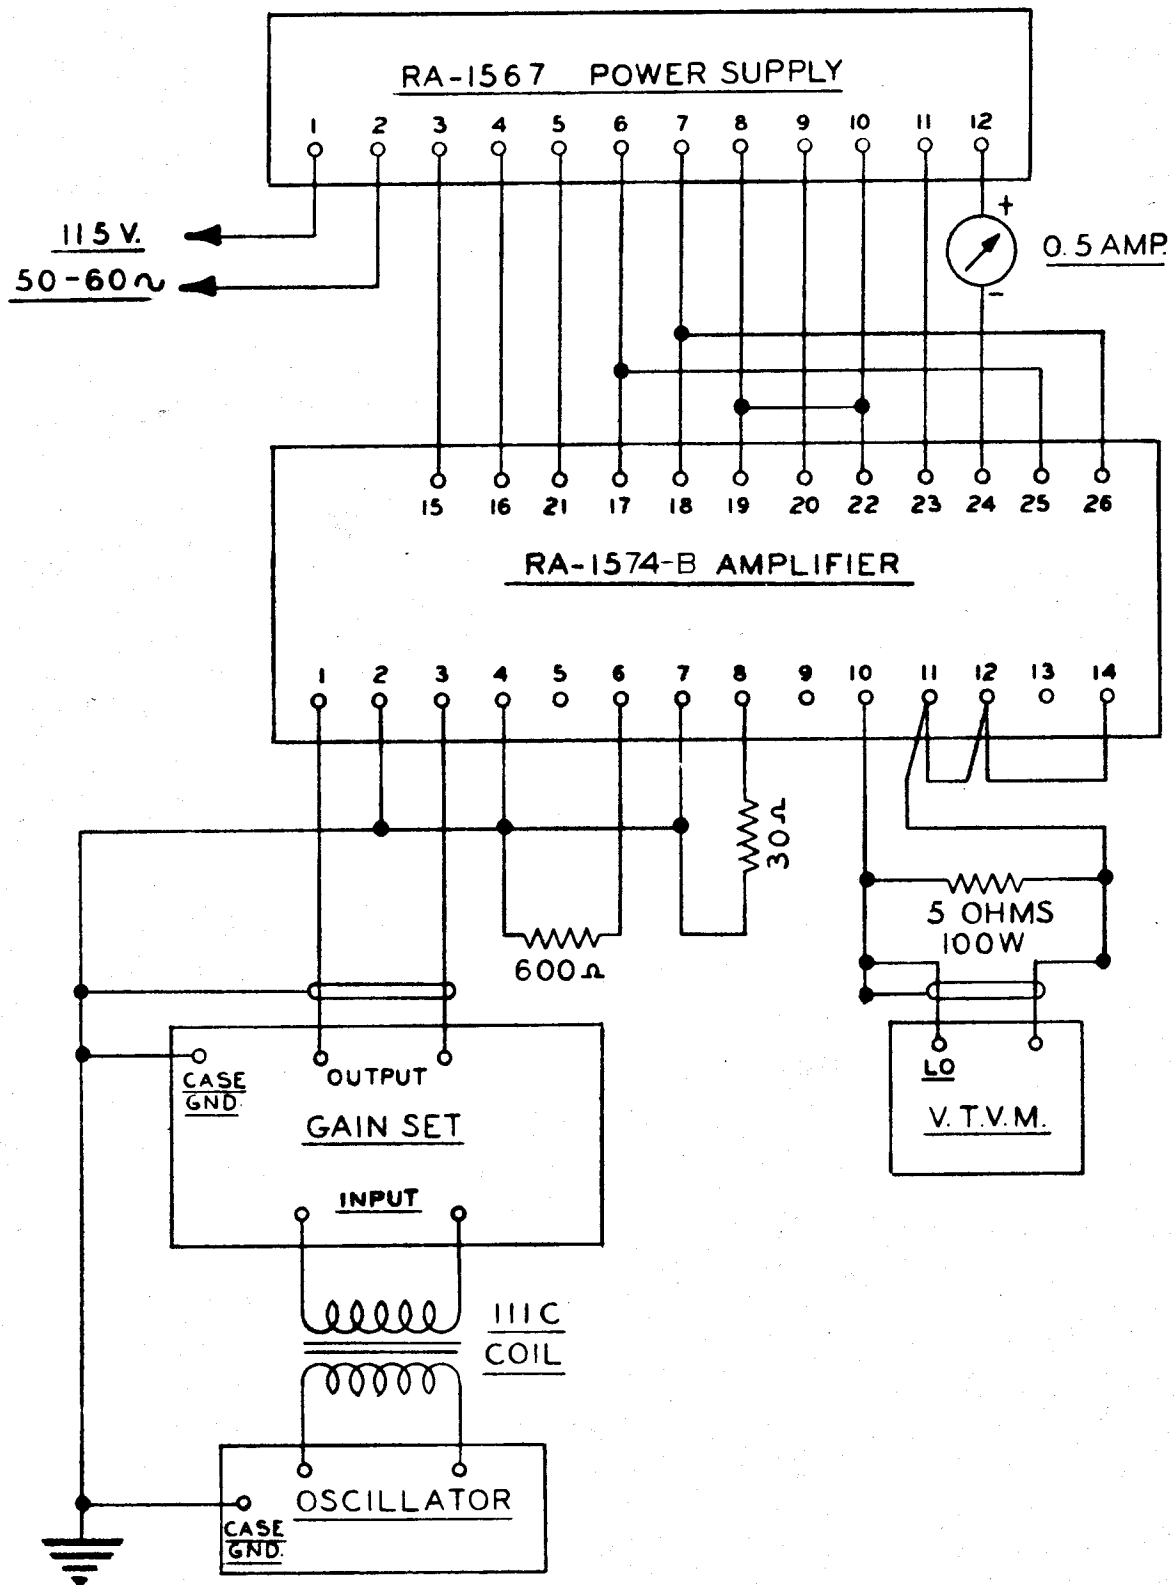 RA-1567 POWER SUPPLY
1 2 3 4 5 6 7 8 9 10 11 12
115 V.
50-60~
+
0.5 AMP.
-
15 16 21 17 18 19 20 22 23 24 25 26
RA-1574-B AMPLIFIER
1 2 3 4 5 6 7 8 9 10 11 12 13 14
30Ω
600Ω
5 OHMS
100W
CASE
GND.
OUTPUT
GAIN SET
INPUT
LO
V.T.V.M.
111C
COIL
OSCILLATOR
CASE
GND.